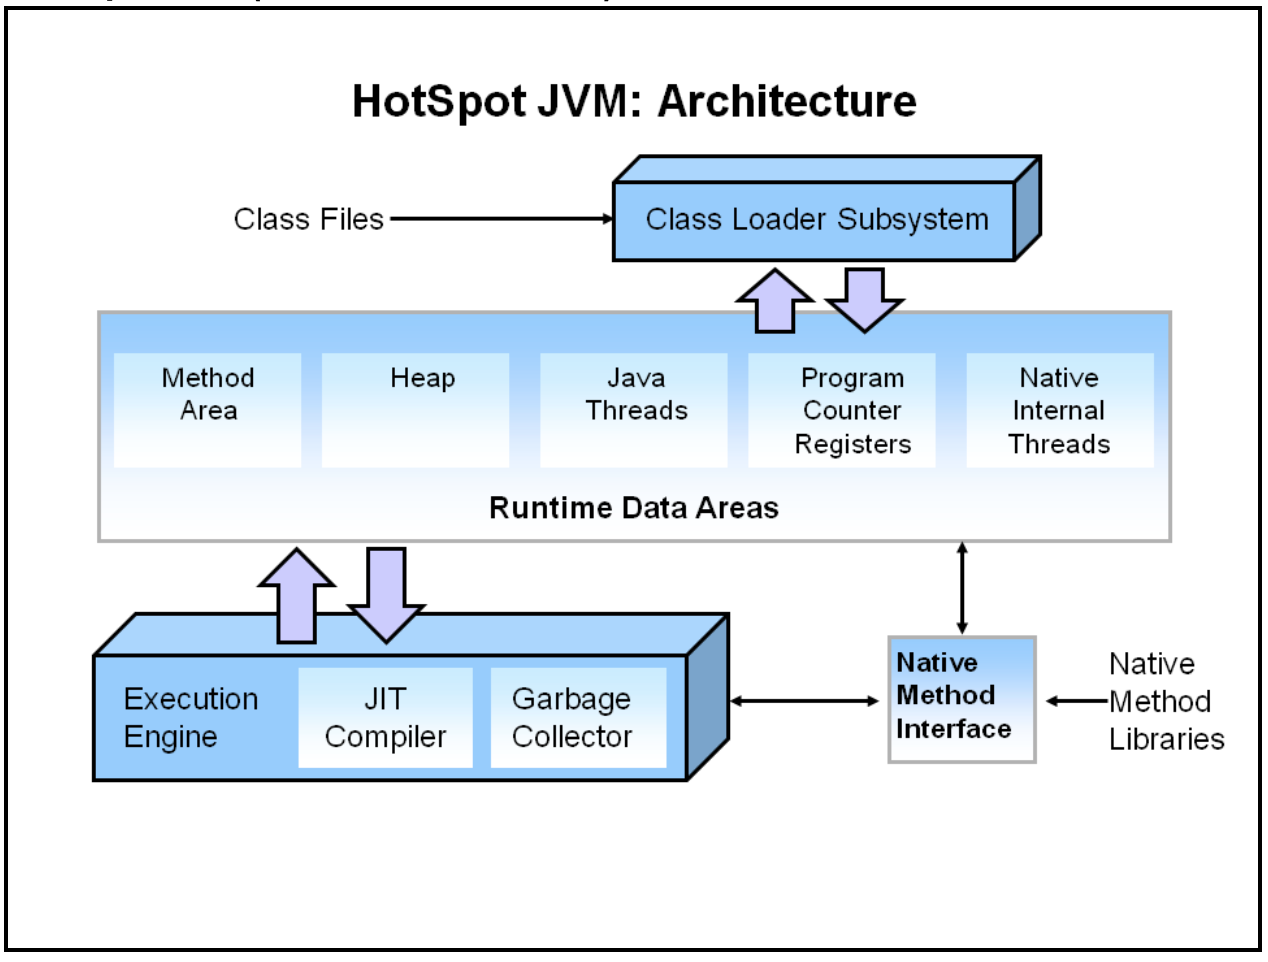 HotSpot JVM: Architecture
Class Files
Class Loader Subsystem
Method
Area
Heap
Java
Threads
Program
Counter
Registers
Native
Internal
Threads
Runtime Data Areas
Execution
Engine
JIT
Compiler
Garbage
Collector
Native
Method
Interface
Native
Method
Libraries